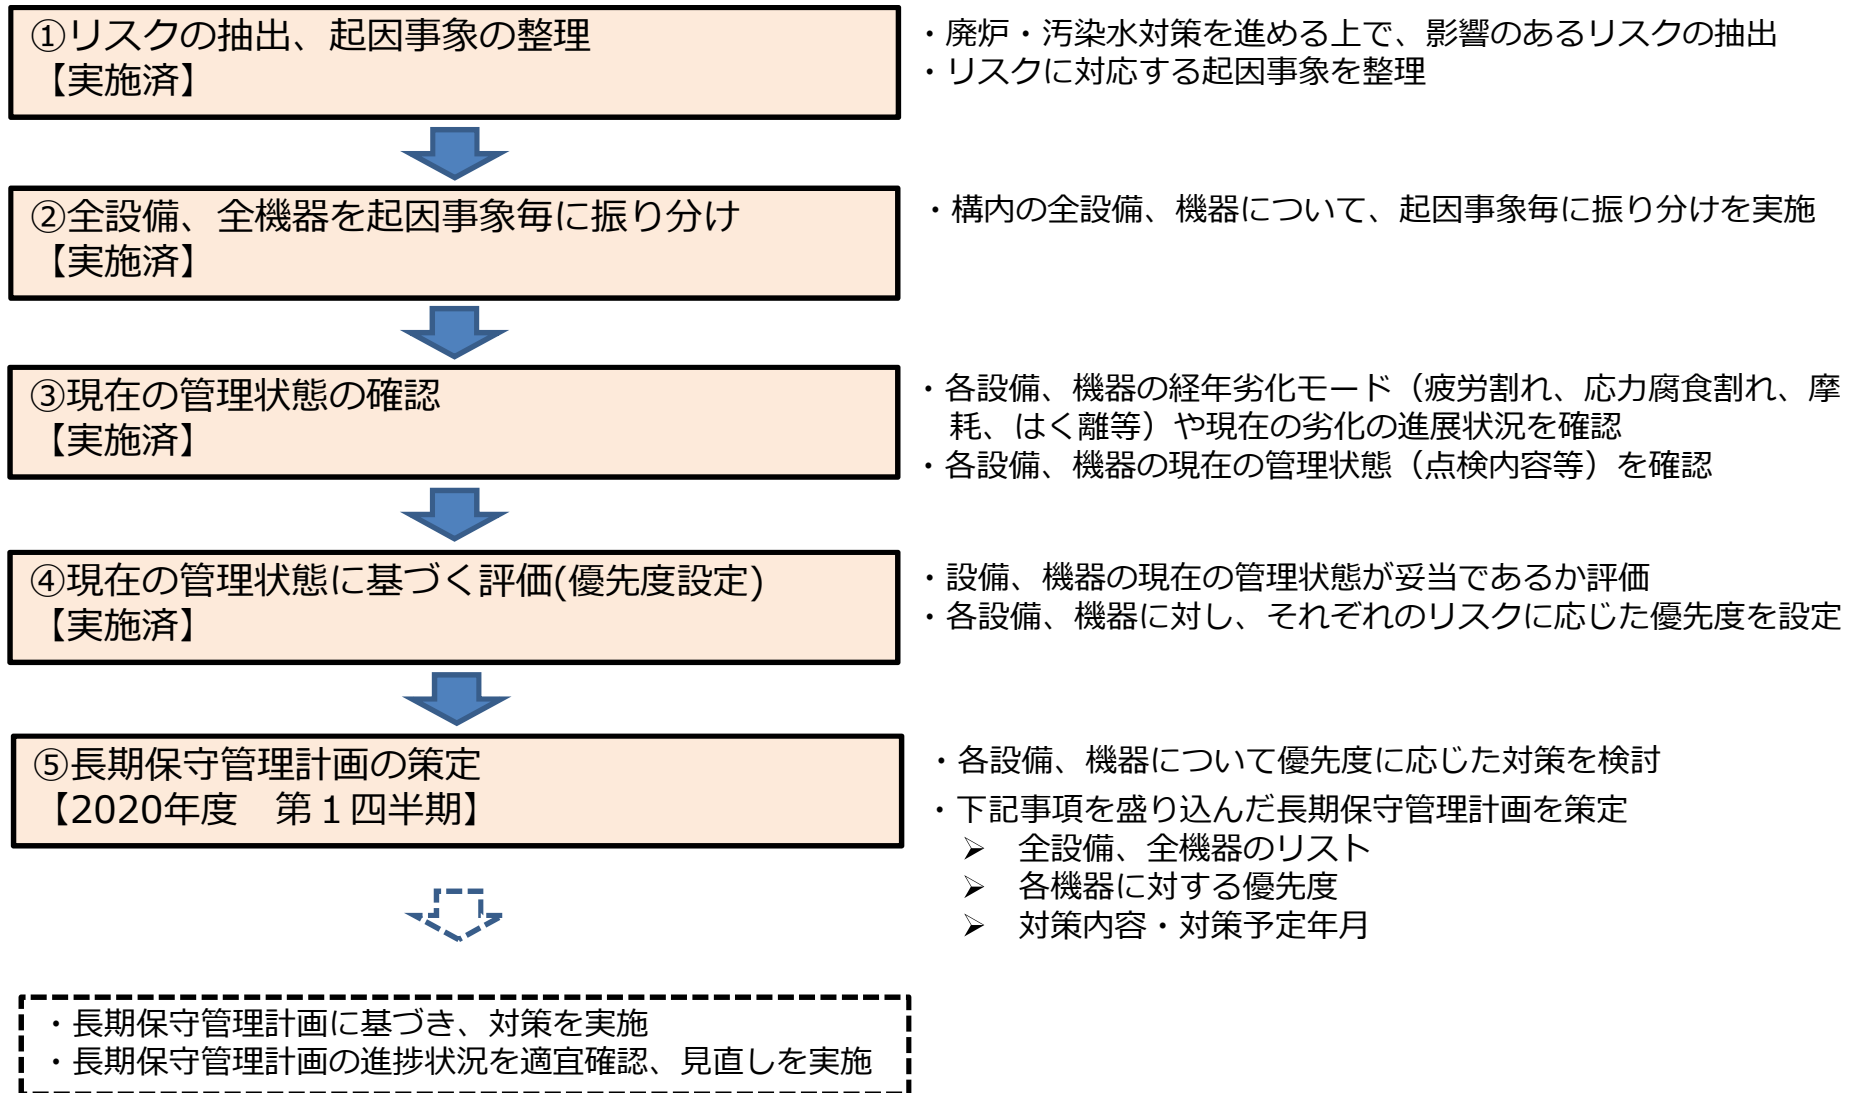 ①リスクの抽出、起因事象の整理
【実施済】
・廃炉・汚染水対策を進める上で、影響のあるリスクの抽出
・リスクに対応する起因事象を整理
②全設備、全機器を起因事象毎に振り分け
【実施済】
・構内の全設備、機器について、起因事象毎に振り分けを実施
③現在の管理状態の確認
【実施済】
・各設備、機器の経年劣化モード（疲労割れ、応力腐食割れ、摩
耗、はく離等）や現在の劣化の進展状況を確認
・各設備、機器の現在の管理状態（点検内容等）を確認
④現在の管理状態に基づく評価(優先度設定)
【実施済】
・設備、機器の現在の管理状態が妥当であるか評価
・各設備、機器に対し、それぞれのリスクに応じた優先度を設定
⑤長期保守管理計画の策定
【2020年度　第１四半期】
・各設備、機器について優先度に応じた対策を検討
・下記事項を盛り込んだ長期保守管理計画を策定
➢ 全設備、全機器のリスト
➢ 各機器に対する優先度
➢ 対策内容・対策予定年月
・長期保守管理計画に基づき、対策を実施
・長期保守管理計画の進捗状況を適宜確認、見直しを実施